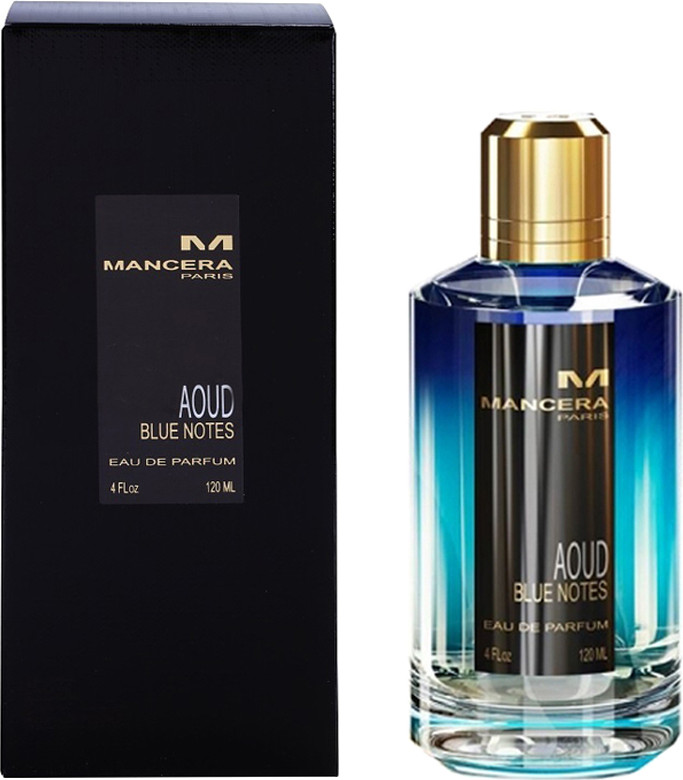 M
MANCERA
PARIS
AOUD
BLUE NOTES
EAU DE PARFUM
4 FLoz 120 ML
M
MANCERA
PARIS
AOUD
BLUE NOTES
EAU DE PARFUM
4 FLoz 120 ML